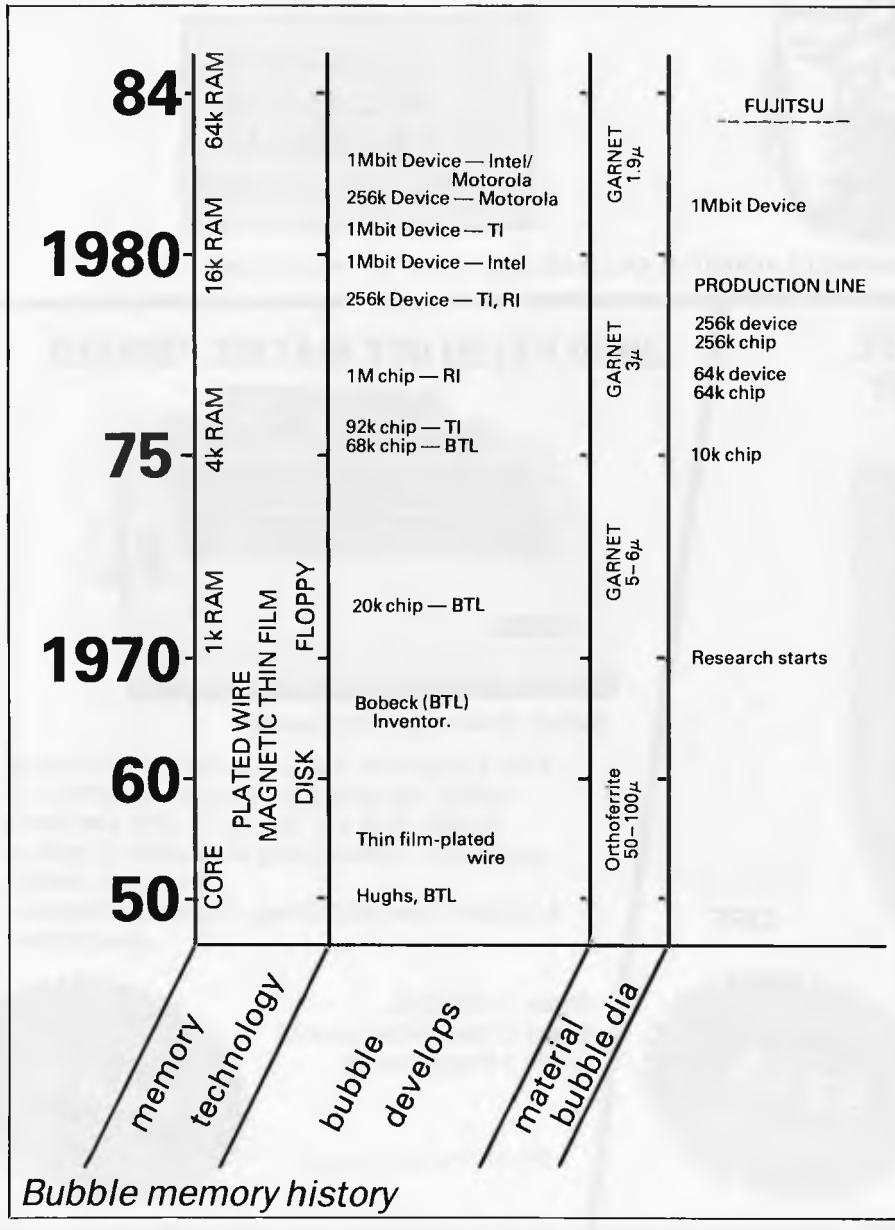 84
1980
75
1970
60
50
64k RAM
16k RAM
4k RAM
1k RAM
CORE
PLATED WIRE
MAGNETIC THIN FILM
FLOPPY
DISK
1Mbit Device — Intel/
Motorola
256k Device — Motorola
1Mbit Device — TI
1Mbit Device — Intel
256k Device — TI, RI
1M chip — RI
92k chip — TI
68k chip — BTL
20k chip — BTL
Bobeck (BTL)
Inventor.
Thin film-plated
wire
Hughs, BTL
GARNET
1.9μ
GARNET
3μ
GARNET
5–6μ
Orthoferrite
50–100μ
FUJITSU
1Mbit Device
PRODUCTION LINE
256k device
256k chip
64k device
64k chip
10k chip
Research starts
memory
technology
bubble
develops
material
bubble dia
Bubble memory history